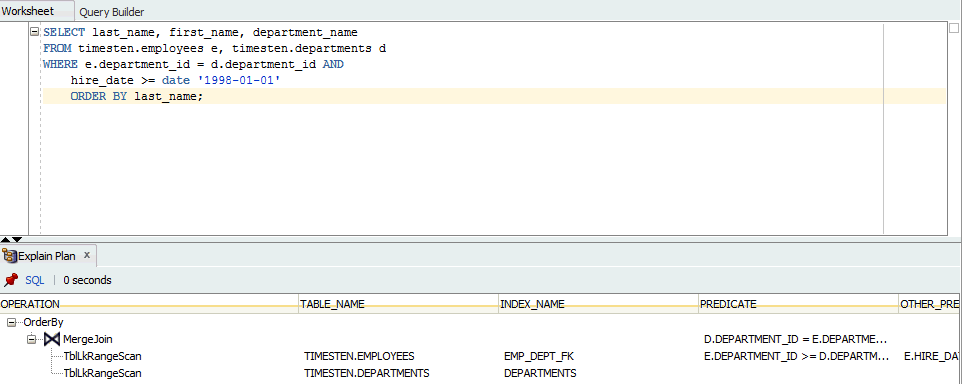 Worksheet Query Builder
SELECT last_name, first_name, department_name
FROM timesten.employees e, timesten.departments d
WHERE e.department_id = d.department_id AND
hire_date >= date '1998-01-01'
ORDER BY last_name;
Explain Plan x
SQL | 0 seconds
OPERATION TABLE_NAME INDEX_NAME PREDICATE OTHER_PRE
OrderBy
MergeJoin D.DEPARTMENT_ID = E.DEPARTME...
TblLkRangeScan TIMESTEN.EMPLOYEES EMP_DEPT_FK E.DEPARTMENT_ID >= D.DEPARTM... E.HIRE_DA
TblLkRangeScan TIMESTEN.DEPARTMENTS DEPARTMENTS